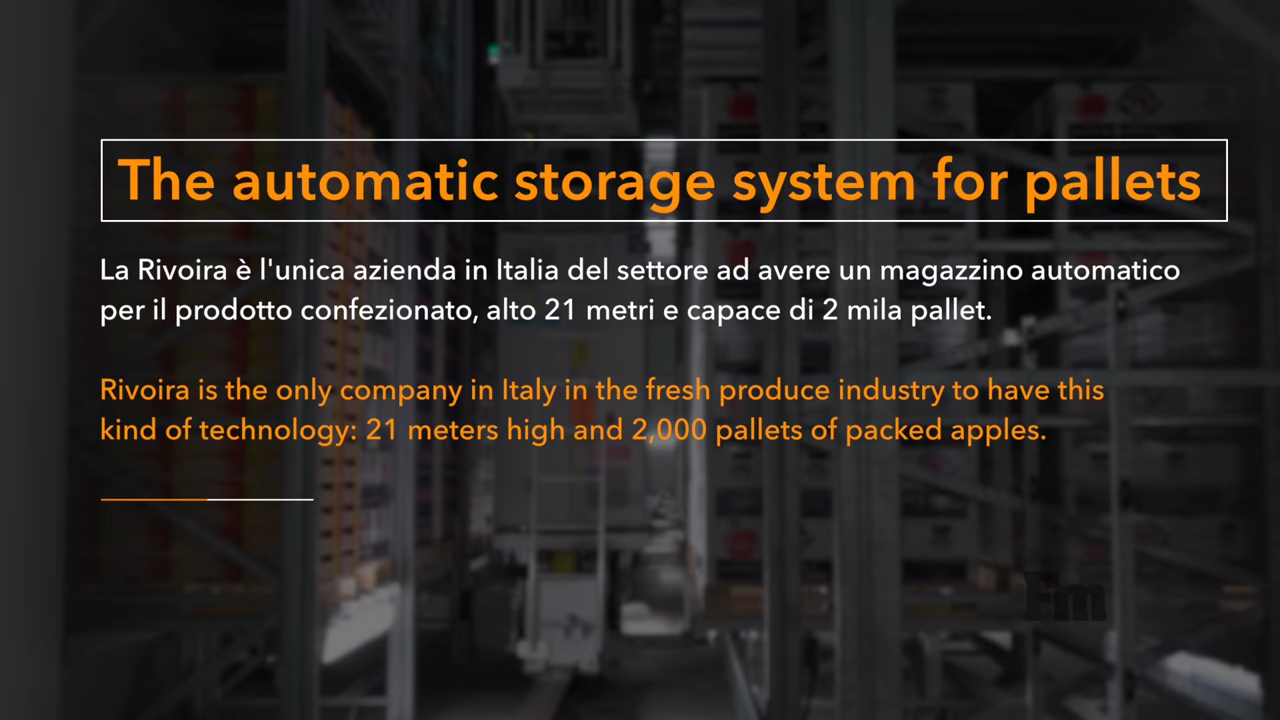 The automatic storage system for pallets
La Rivoira è l'unica azienda in Italia del settore ad avere un magazzino automatico
per il prodotto confezionato, alto 21 metri e capace di 2 mila pallet.
Rivoira is the only company in Italy in the fresh produce industry to have this
kind of technology: 21 meters high and 2,000 pallets of packed apples.
Fm